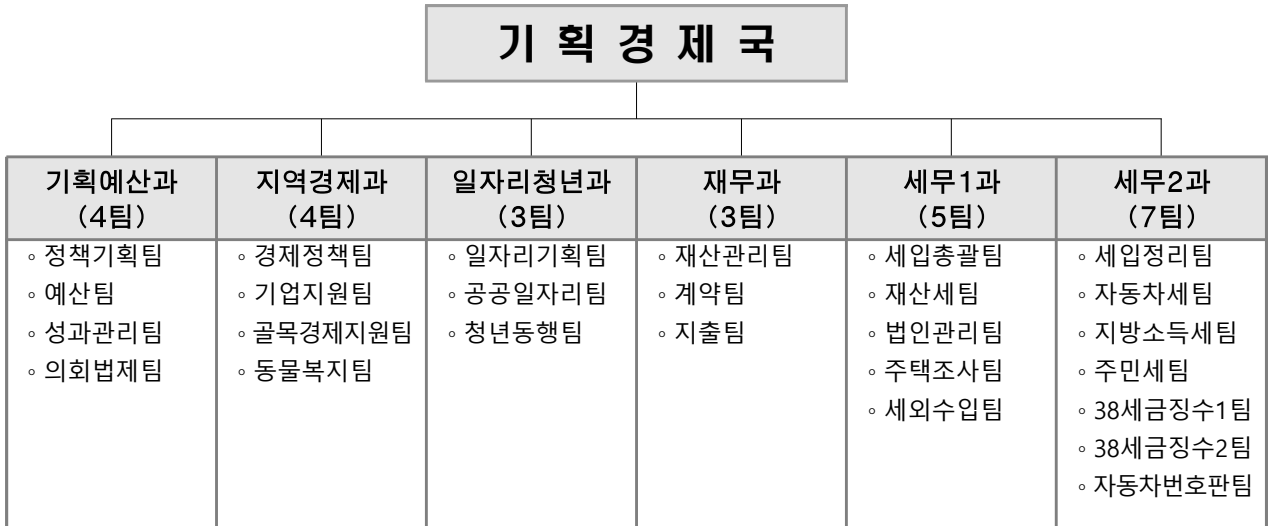 기 획 경 제 국
기획예산과
(4팀)
◦ 정책기획팀
◦ 예산팀
◦ 성과관리팀
◦ 의회법제팀
지역경제과
(4팀)
◦ 경제정책팀
◦ 기업지원팀
◦ 골목경제지원팀
◦ 동물복지팀
일자리청년과
(3팀)
◦ 일자리기획팀
◦ 공공일자리팀
◦ 청년동행팀
재무과
(3팀)
◦ 재산관리팀
◦ 계약팀
◦ 지출팀
세무1과
(5팀)
◦ 세입총괄팀
◦ 재산세팀
◦ 법인관리팀
◦ 주택조사팀
◦ 세외수입팀
세무2과
(7팀)
◦ 세입정리팀
◦ 자동차세팀
◦ 지방소득세팀
◦ 주민세팀
◦ 38세금징수1팀
◦ 38세금징수2팀
◦ 자동차번호판팀